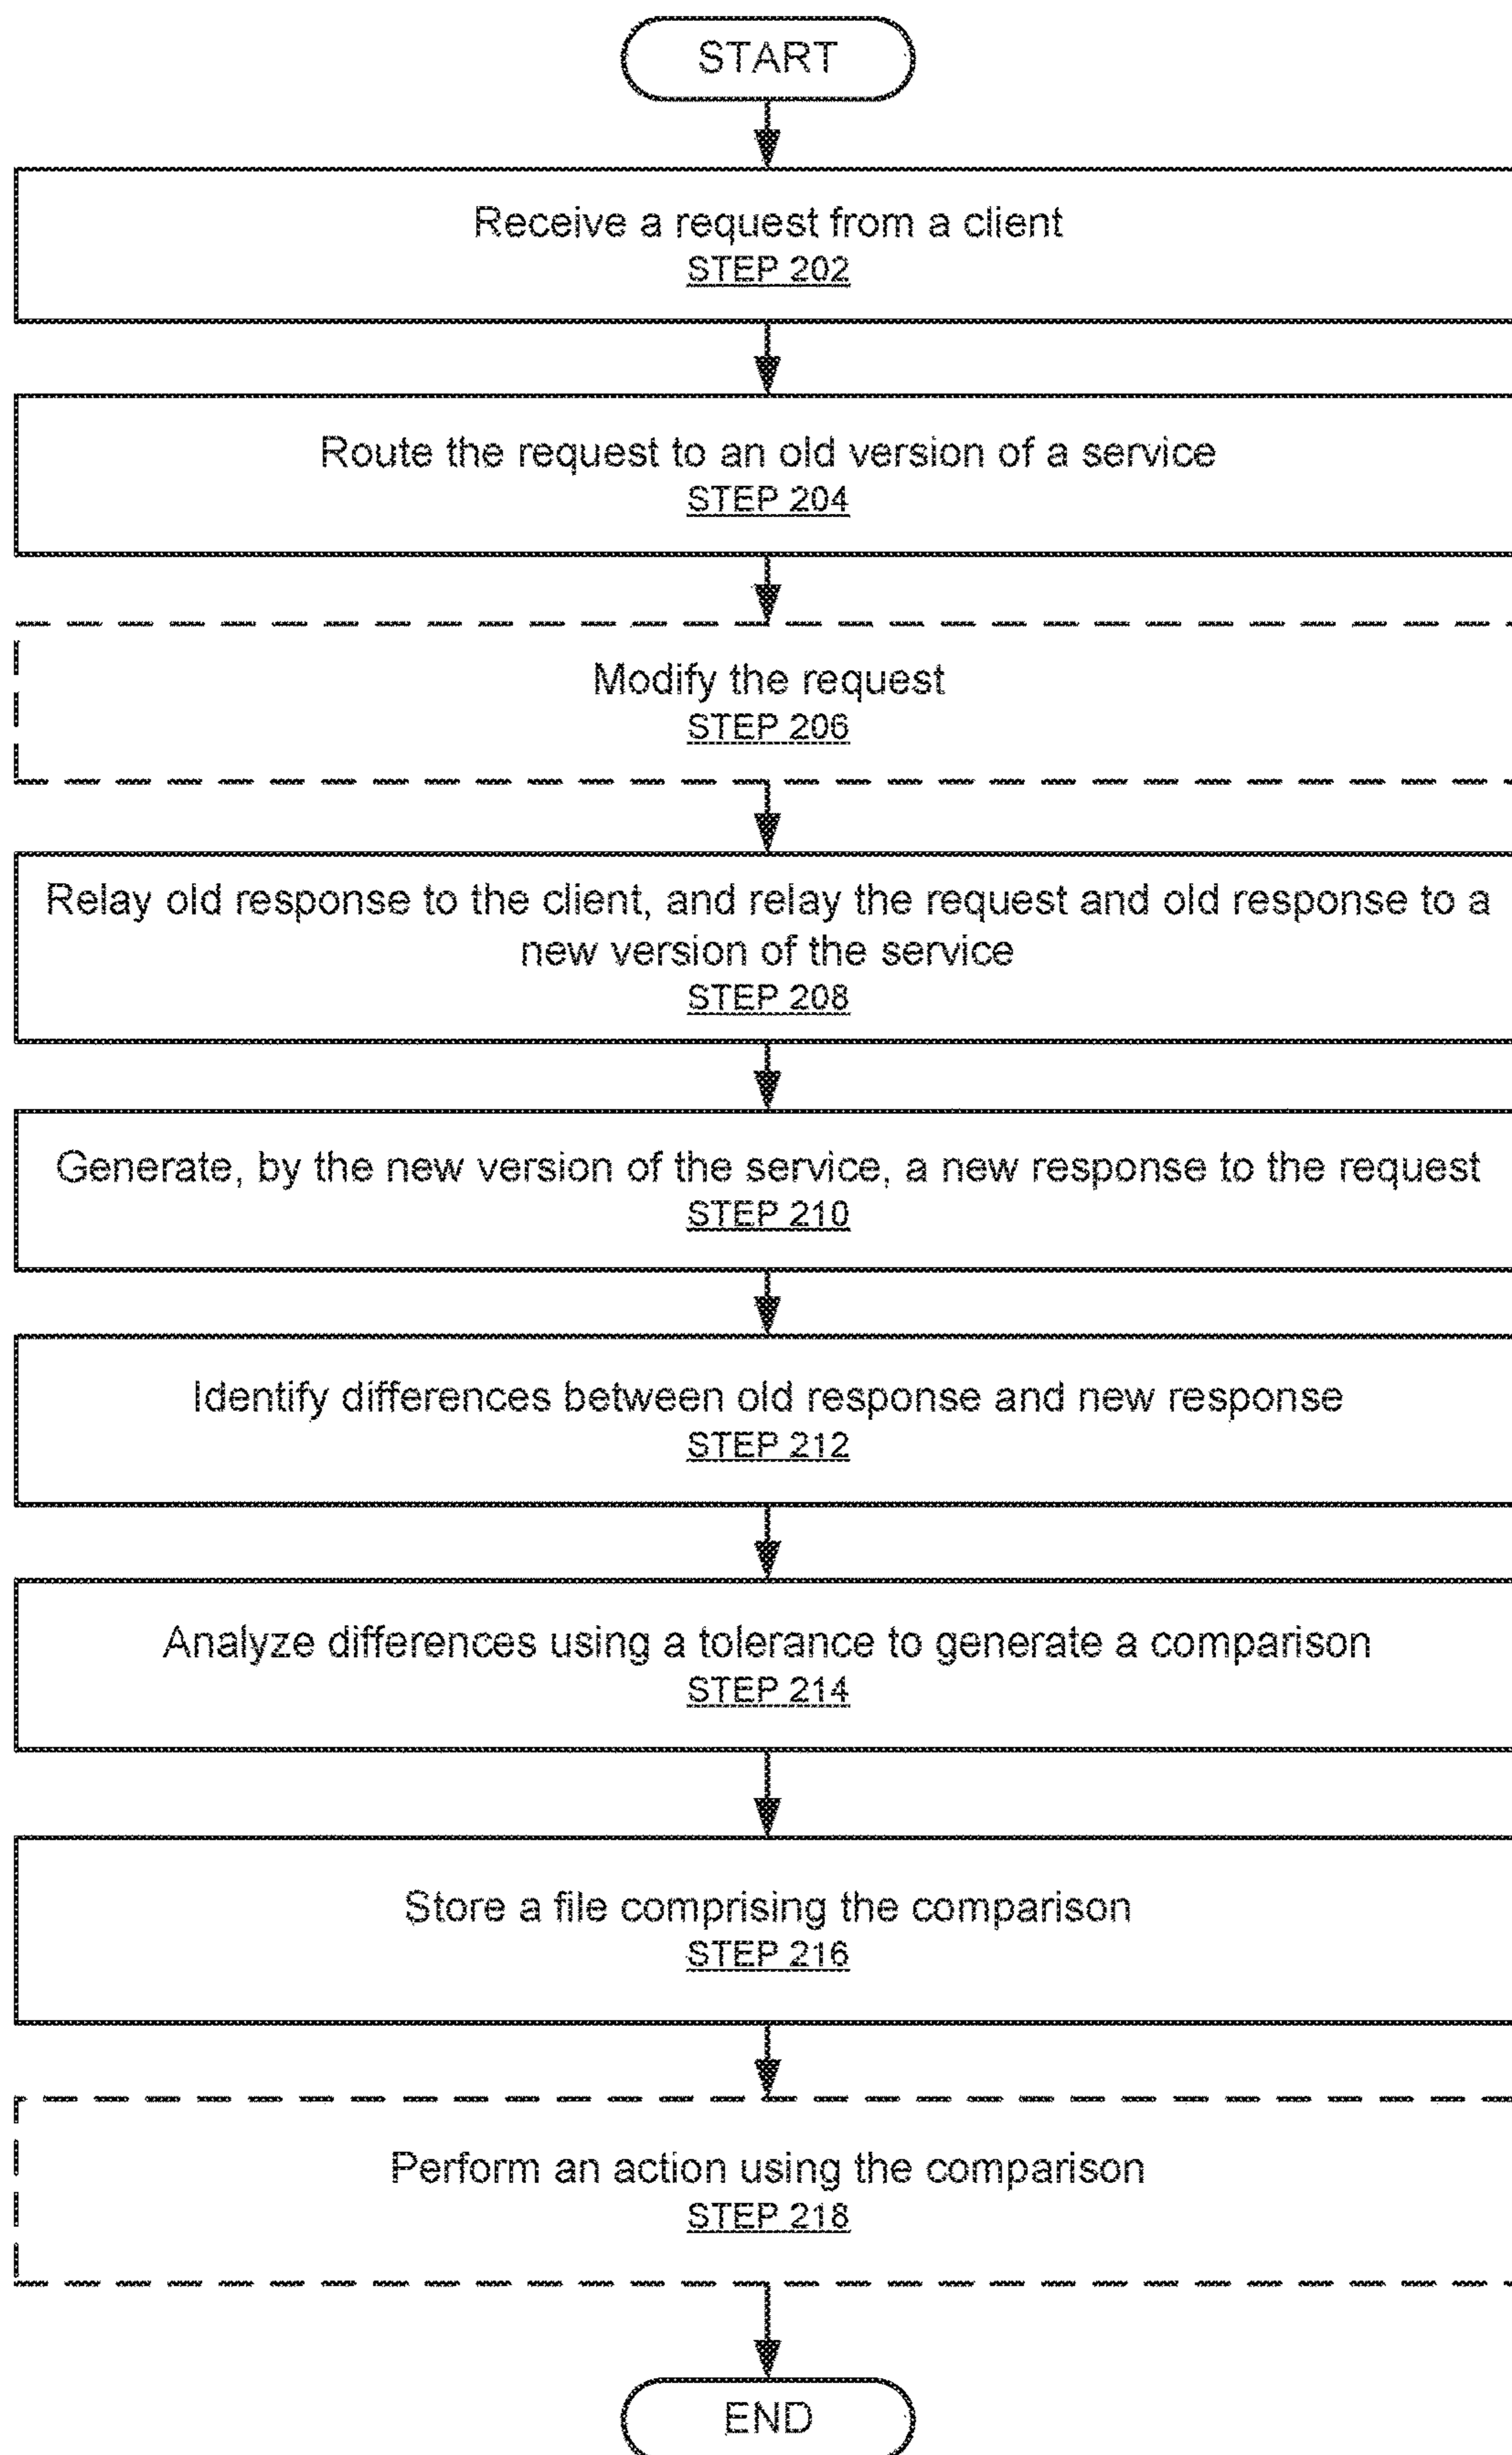 START
Receive a request from a client
STEP 202
Route the request to an old version of a service
STEP 204
Modify the request
STEP 206
Relay old response to the client, and relay the request and old response to a
new version of the service
STEP 208
Generate, by the new version of the service, a new response to the request
STEP 210
Identify differences between old response and new response
STEP 212
Analyze differences using a tolerance to generate a comparison
STEP 214
Store a file comprising the comparison
STEP 216
Perform an action using the comparison
STEP 218
END